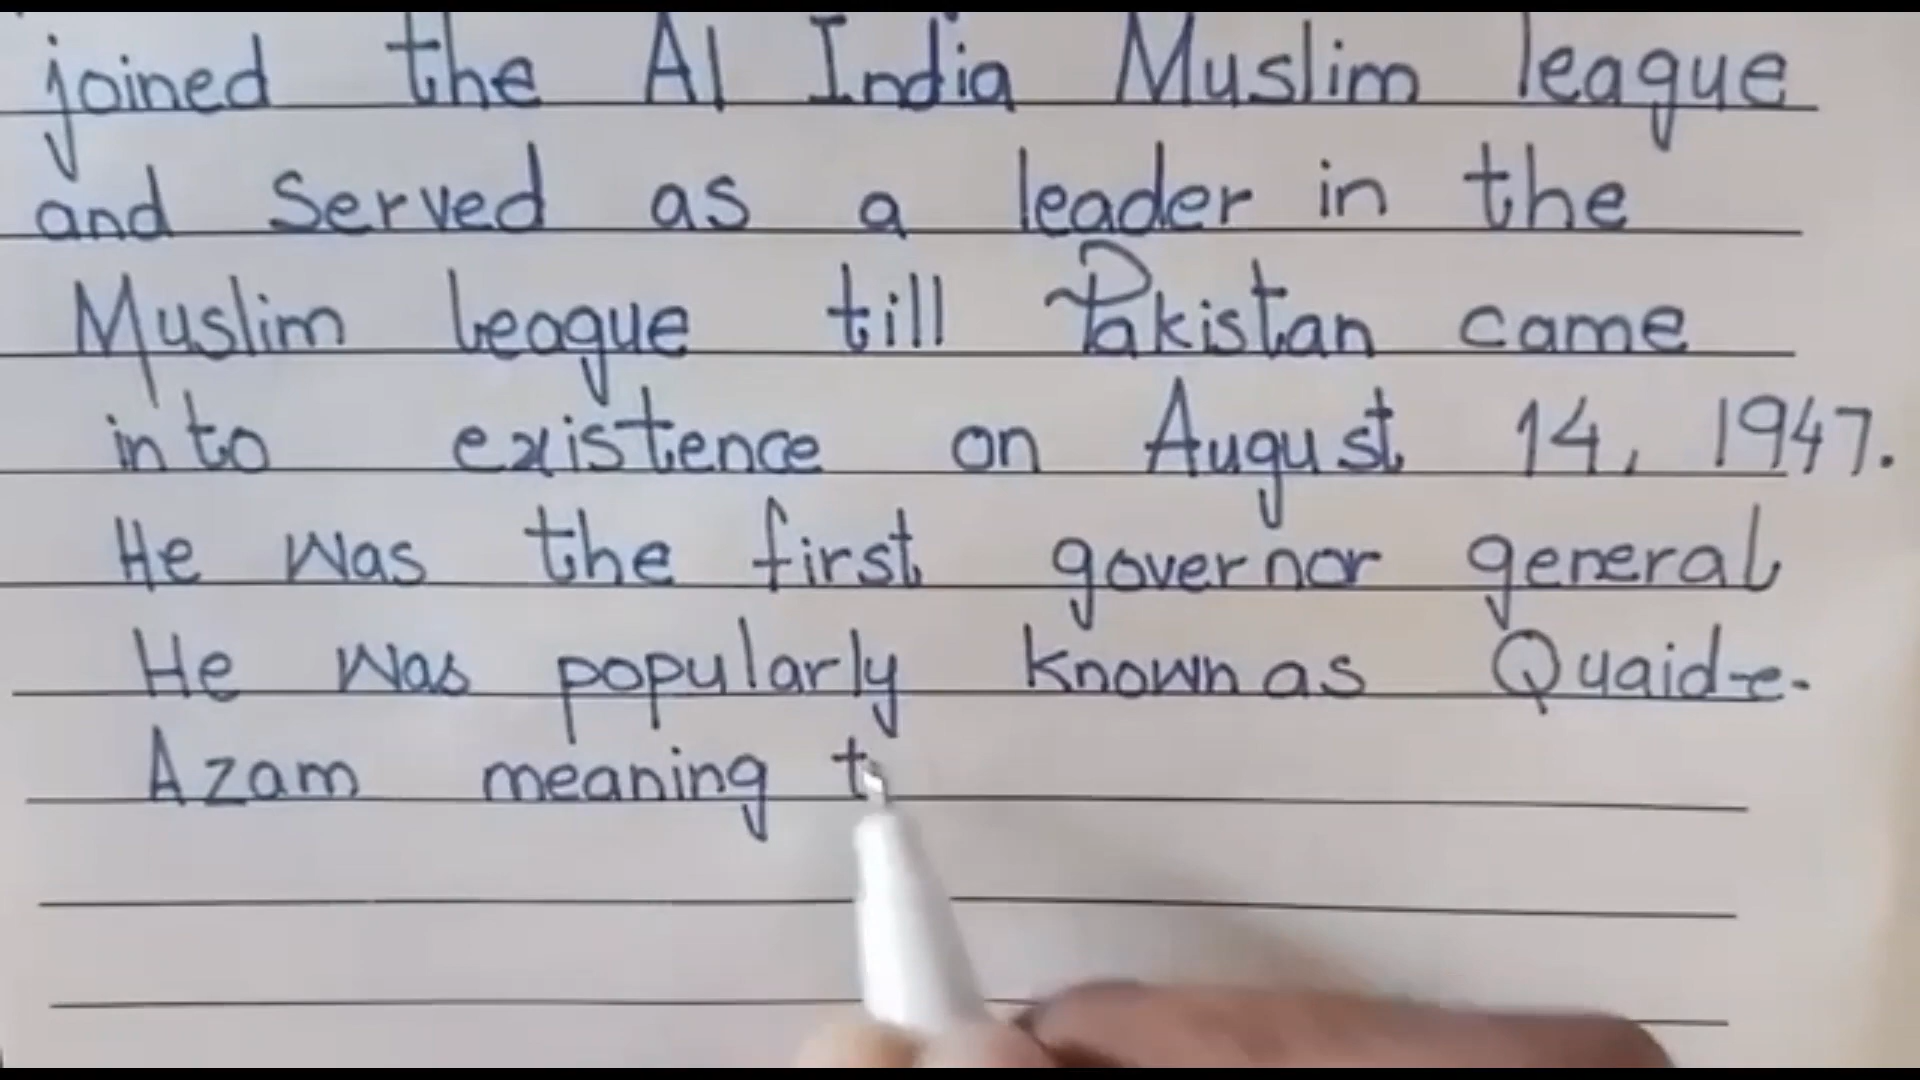 joined the Al India Muslim league
and Served as a leader in the
Muslim league till Pakistan came
into existence on August 14, 1947.
He was the first governor general
He was popularly known as Quaid-e-
Azam meaning t